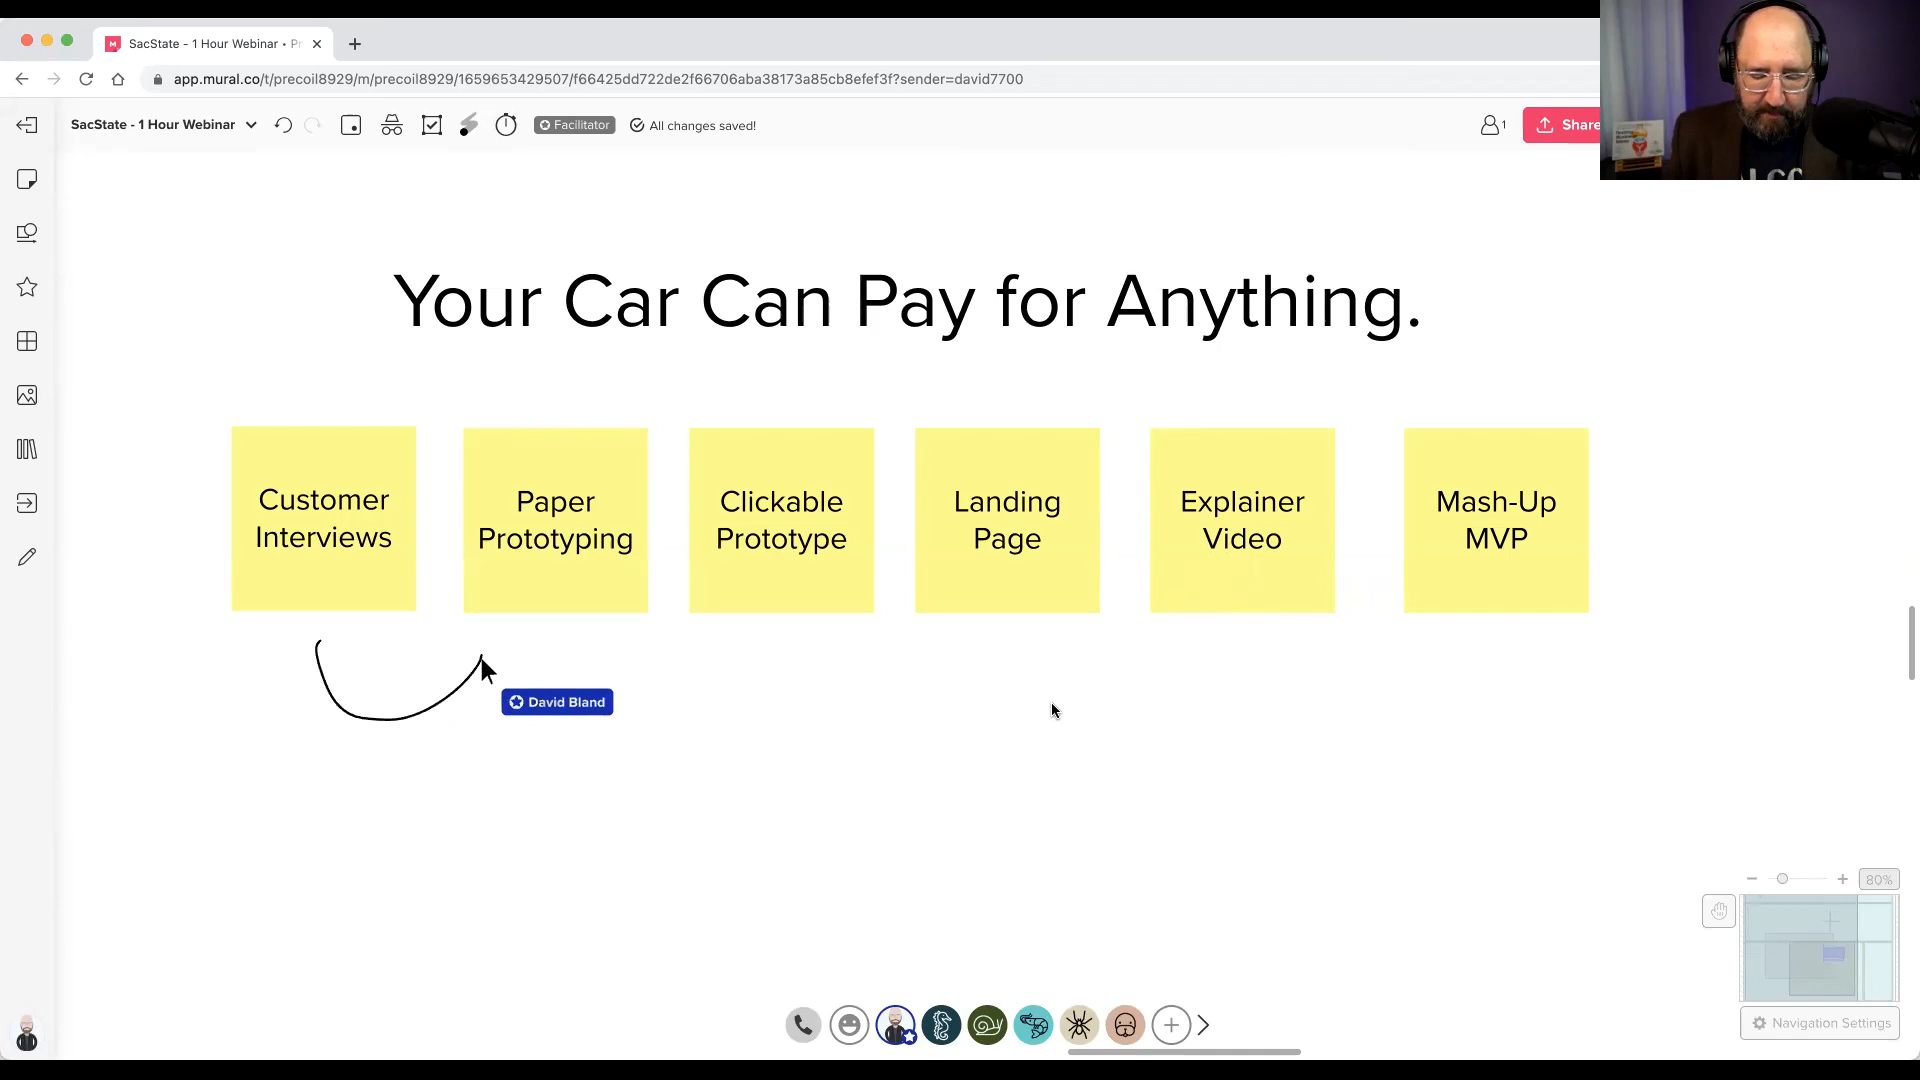 SacState - 1 Hour Webinar • Pr
app.mural.co/t/precoil8929/m/precoil8929/1659653429507/f66425dd722de2f66706aba38173a85cb8efef3f?sender=david7700
SacState - 1 Hour Webinar
Facilitator
All changes saved!
1
Share
Your Car Can Pay for Anything.
Customer
Interviews
Paper
Prototyping
Clickable
Prototype
Landing
Page
Explainer
Video
Mash-Up
MVP
David Bland
80%
Navigation Settings